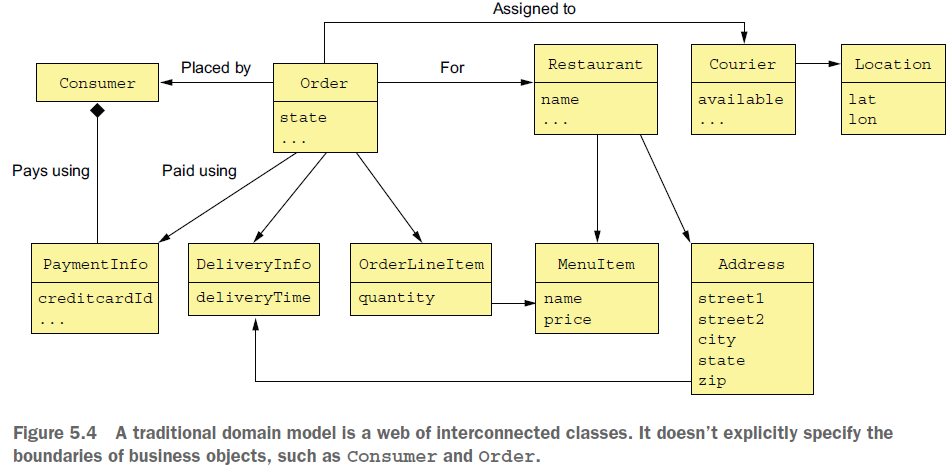 Assigned to
Placed by
For
Consumer
Order
state
...
Restaurant
name
...
Courier
available
...
Location
lat
lon
Pays using
Paid using
PaymentInfo
creditcardId
...
DeliveryInfo
deliveryTime
OrderLineItem
quantity
MenuItem
name
price
Address
street1
street2
city
state
zip
Figure 5.4 A traditional domain model is a web of interconnected classes. It doesn't explicitly specify the
boundaries of business objects, such as Consumer and Order.